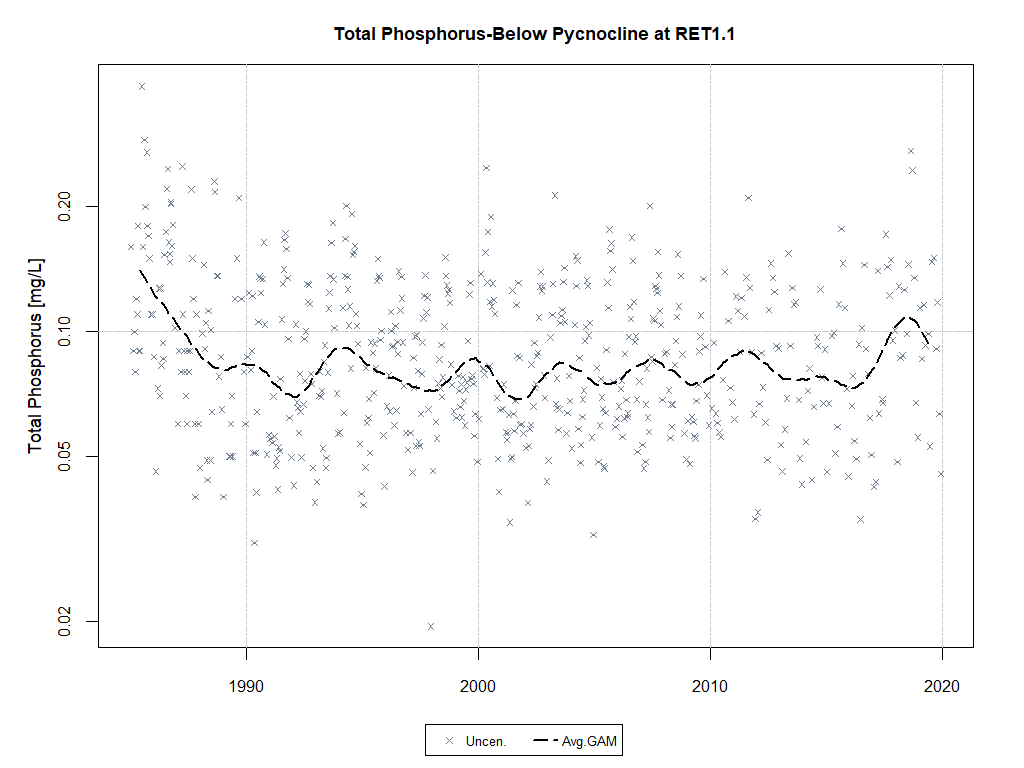 Total Phosphorus-Below Pycnocline at RET1.1
Total Phosphorus [mg/L]
0.20
0.10
0.05
0.02
1990 2000 2010 2020
Uncen. Avg.GAM